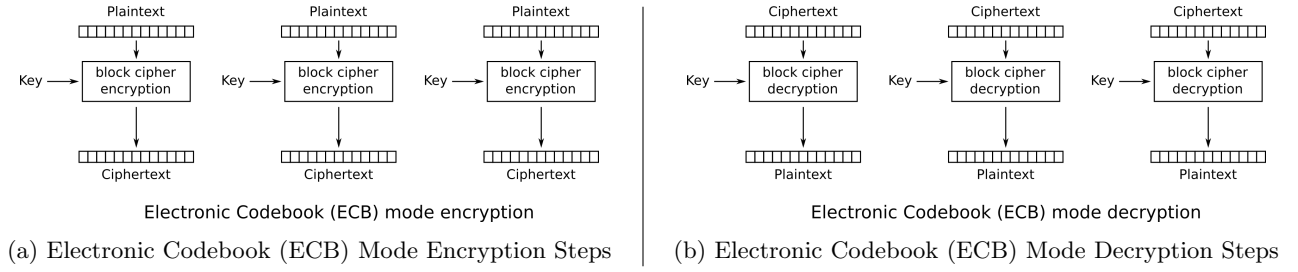 Plaintext Plaintext Plaintext
Key block cipher encryption Key block cipher encryption Key block cipher encryption
Ciphertext Ciphertext Ciphertext
Electronic Codebook (ECB) mode encryption
(a) Electronic Codebook (ECB) Mode Encryption Steps
Ciphertext Ciphertext Ciphertext
Key block cipher decryption Key block cipher decryption Key block cipher decryption
Plaintext Plaintext Plaintext
Electronic Codebook (ECB) mode decryption
(b) Electronic Codebook (ECB) Mode Decryption Steps